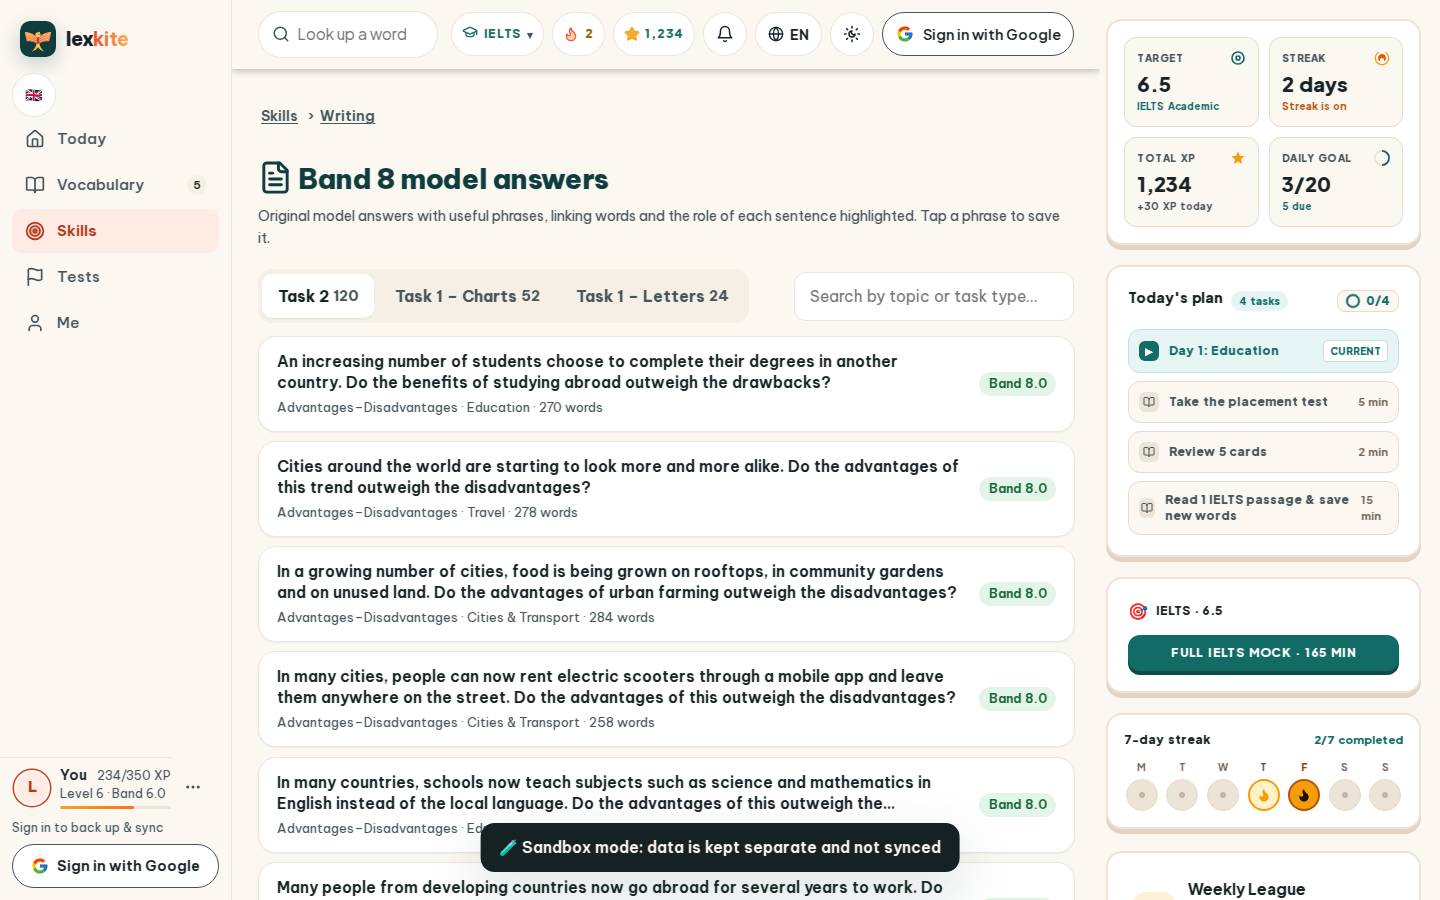 lexkite
Today
Vocabulary 5
Skills
Tests
Me
L
You 234/350 XP
Level 6 · Band 6.0
Sign in to back up & sync
Sign in with Google
Look up a word
IELTS
2
1,234
EN
Sign in with Google
Skills > Writing
Band 8 model answers
Original model answers with useful phrases, linking words and the role of each sentence highlighted. Tap a phrase to save
it.
Task 2 120
Task 1 – Charts 52
Task 1 – Letters 24
Search by topic or task type...
An increasing number of students choose to complete their degrees in another
country. Do the benefits of studying abroad outweigh the drawbacks?
Advantages–Disadvantages · Education · 270 words
Band 8.0
Cities around the world are starting to look more and more alike. Do the advantages of
this trend outweigh the disadvantages?
Advantages–Disadvantages · Travel · 278 words
Band 8.0
In a growing number of cities, food is being grown on rooftops, in community gardens
and on unused land. Do the advantages of urban farming outweigh the disadvantages?
Advantages–Disadvantages · Cities & Transport · 284 words
Band 8.0
In many cities, people can now rent electric scooters through a mobile app and leave
them anywhere on the street. Do the advantages of this outweigh the disadvantages?
Advantages–Disadvantages · Cities & Transport · 258 words
Band 8.0
In many countries, schools now teach subjects such as science and mathematics in
English instead of the local language. Do the advantages of this outweigh the...
Advantages–Disadvantages ·
Band 8.0
Sandbox mode: data is kept separate and not synced
Many people from developing countries now go abroad for several years to work. Do
TARGET
6.5
IELTS Academic
STREAK
2 days
Streak is on
TOTAL XP
1,234
+30 XP today
DAILY GOAL
3/20
5 due
Today's plan 4 tasks 0/4
Day 1: Education CURRENT
Take the placement test 5 min
Review 5 cards 2 min
Read 1 IELTS passage & save 15
new words min
IELTS · 6.5
FULL IELTS MOCK · 165 MIN
7-day streak 2/7 completed
M T W T F S S
Weekly League